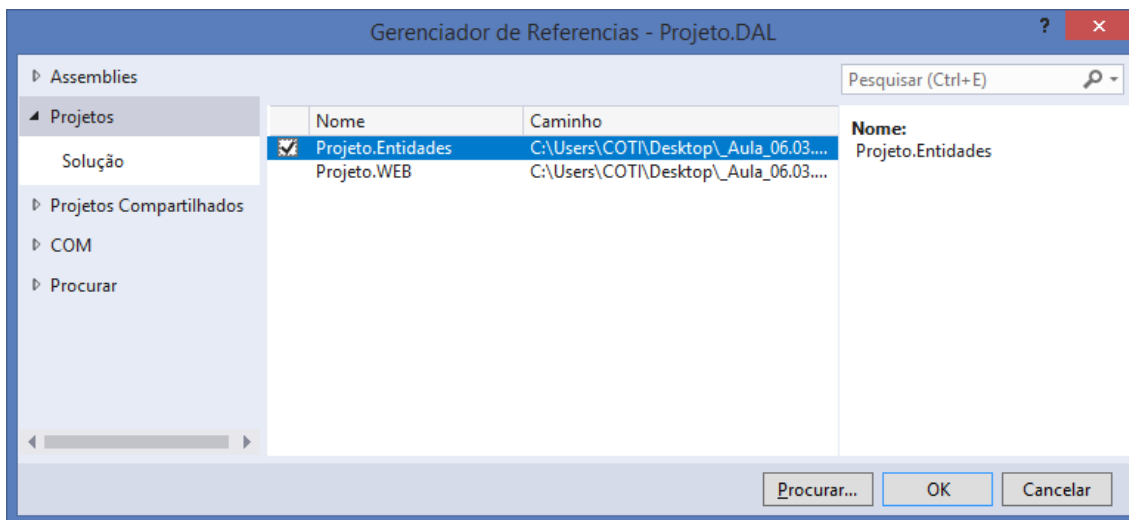 Gerenciador de Referencias - Projeto.DAL
?
Assemblies
Projetos
Solução
Projetos Compartilhados
COM
Procurar
Nome Caminho
Projeto.Entidades C:\Users\COTI\Desktop\_Aula_06.03....
Projeto.WEB C:\Users\COTI\Desktop\_Aula_06.03....
Pesquisar (Ctrl+E)
Nome:
Projeto.Entidades
Procurar... OK Cancelar